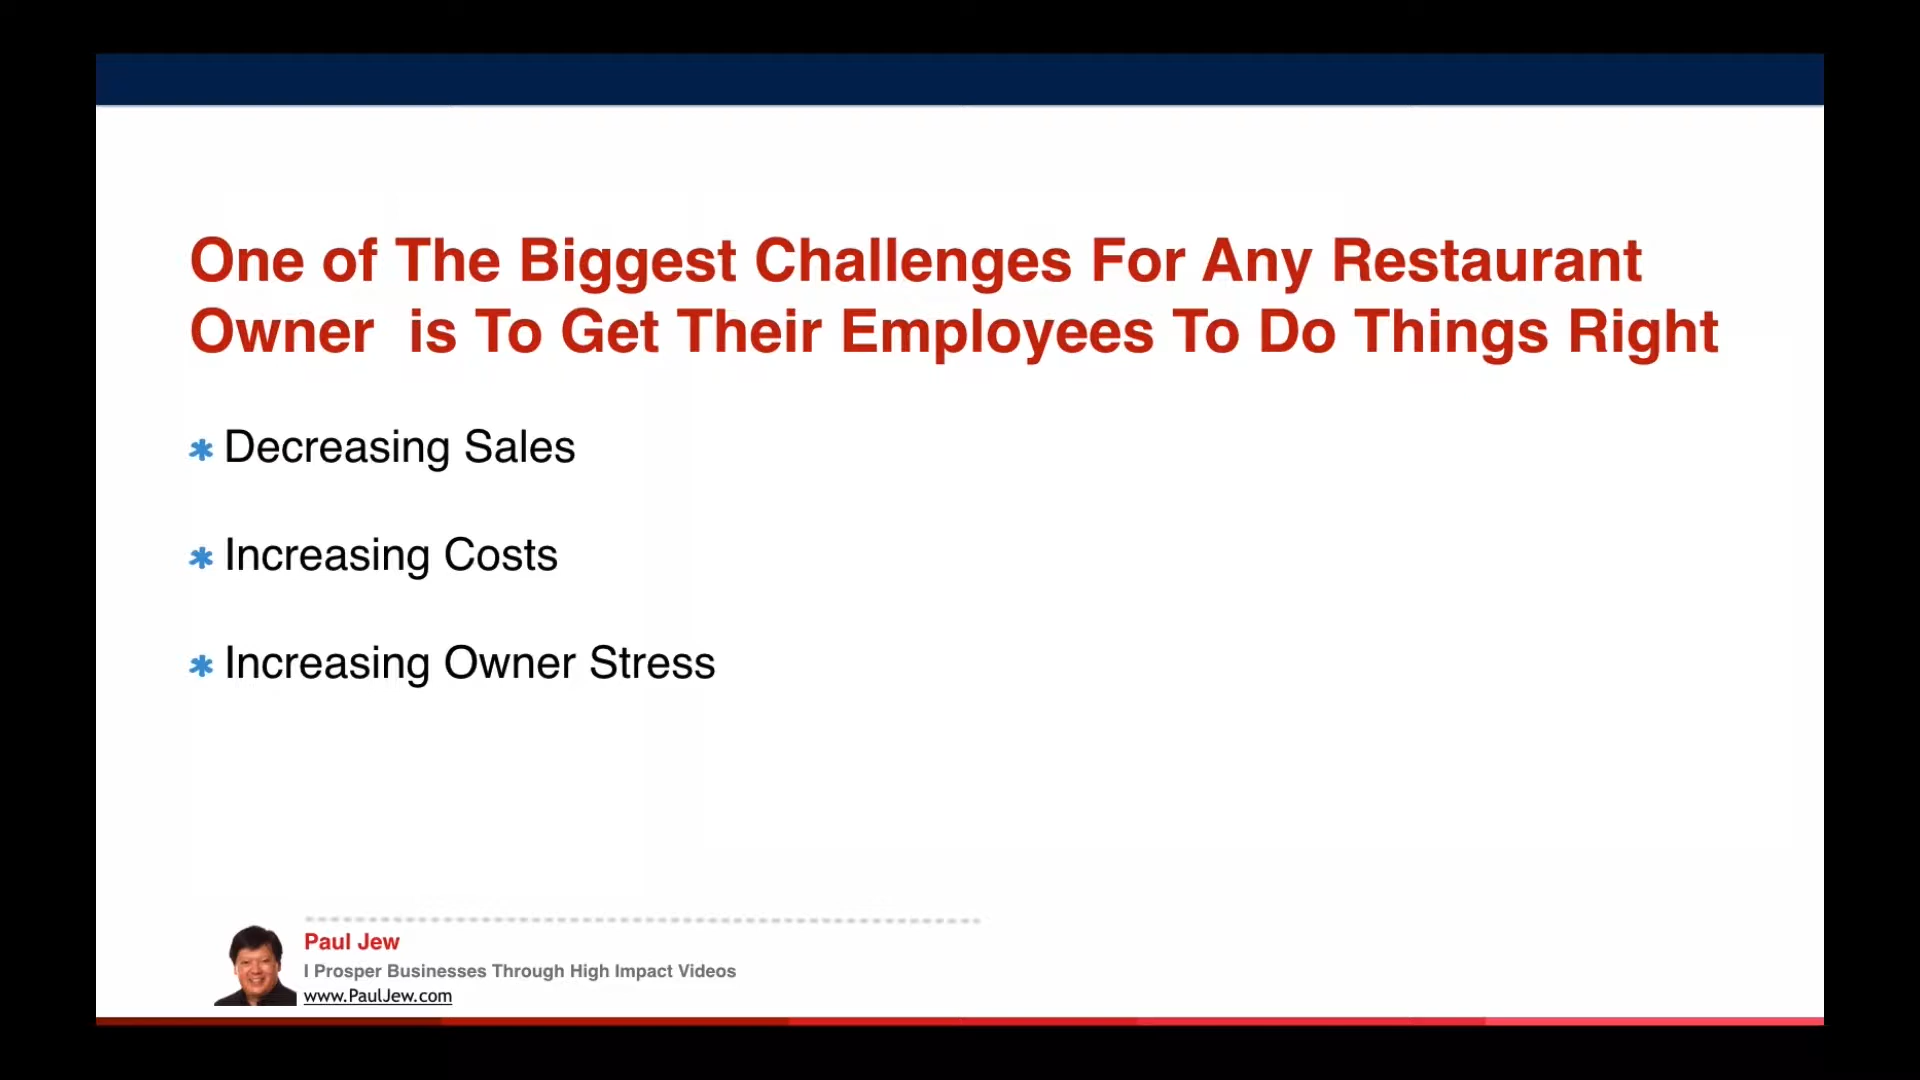 One of The Biggest Challenges For Any Restaurant
Owner  is To Get Their Employees To Do Things Right
* Decreasing Sales
* Increasing Costs
* Increasing Owner Stress
Paul Jew
I Prosper Businesses Through High Impact Videos
www.PaulJew.com